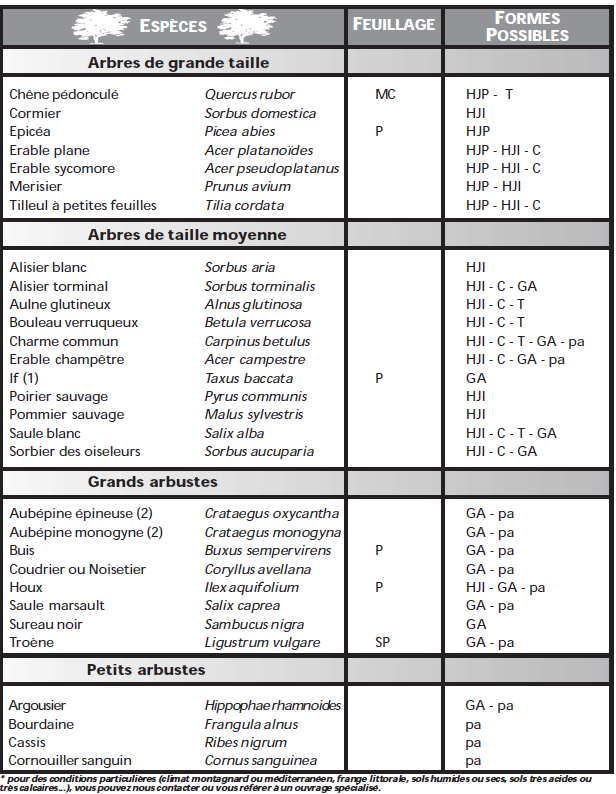 ESPÈCES FEUILLAGE FORMES POSSIBLES
Arbres de grande taille
Chêne pédonculé Quercus rubor MC HJP - T
Cormier Sorbus domestica HJI
Epicéa Picea abies P HJP
Erable plane Acer platanoïdes HJP - HJI - C
Erable sycomore Acer pseudoplatanus HJP - HJI - C
Merisier Prunus avium HJP - HJI
Tilleul à petites feuilles Tilia cordata HJP - HJI - C
Arbres de taille moyenne
Alisier blanc Sorbus aria HJI
Alisier torminal Sorbus torminalis HJI - C - GA
Aulne glutineux Alnus glutinosa HJI - C - T
Bouleau verruqueux Betula verrucosa HJI - C - T
Charme commun Carpinus betulus HJI - C - T - GA - pa
Erable champêtre Acer campestre HJI - C - GA - pa
If (1) Taxus baccata P GA
Poirier sauvage Pyrus communis HJI
Pommier sauvage Malus sylvestris HJI
Saule blanc Salix alba HJI - C - T - GA
Sorbier des oiseleurs Sorbus aucuparia HJI - C - GA
Grands arbustes
Aubépine épineuse (2) Crataegus oxycantha GA - pa
Aubépine monogyne (2) Crataegus monogyna GA - pa
Buis Buxus sempervirens P GA - pa
Coudrier ou Noisetier Coryllus avellana GA - pa
Houx Ilex aquifolium P HJI - GA - pa
Saule marsault Salix caprea GA - pa
Sureau noir Sambucus nigra GA
Troène Ligustrum vulgare SP GA - pa
Petits arbustes
Argousier Hippophae rhamnoides GA - pa
Bourdaine Frangula alnus pa
Cassis Ribes nigrum pa
Cornouiller sanguin Cornus sanguinea pa
* pour des conditions particulières (climat montagnard ou méditerranéen, frange littorale, sols humides ou secs, sols très acides ou
très calcaires...), vous pouvez nous contacter ou vous référer à un ouvrage spécialisé.